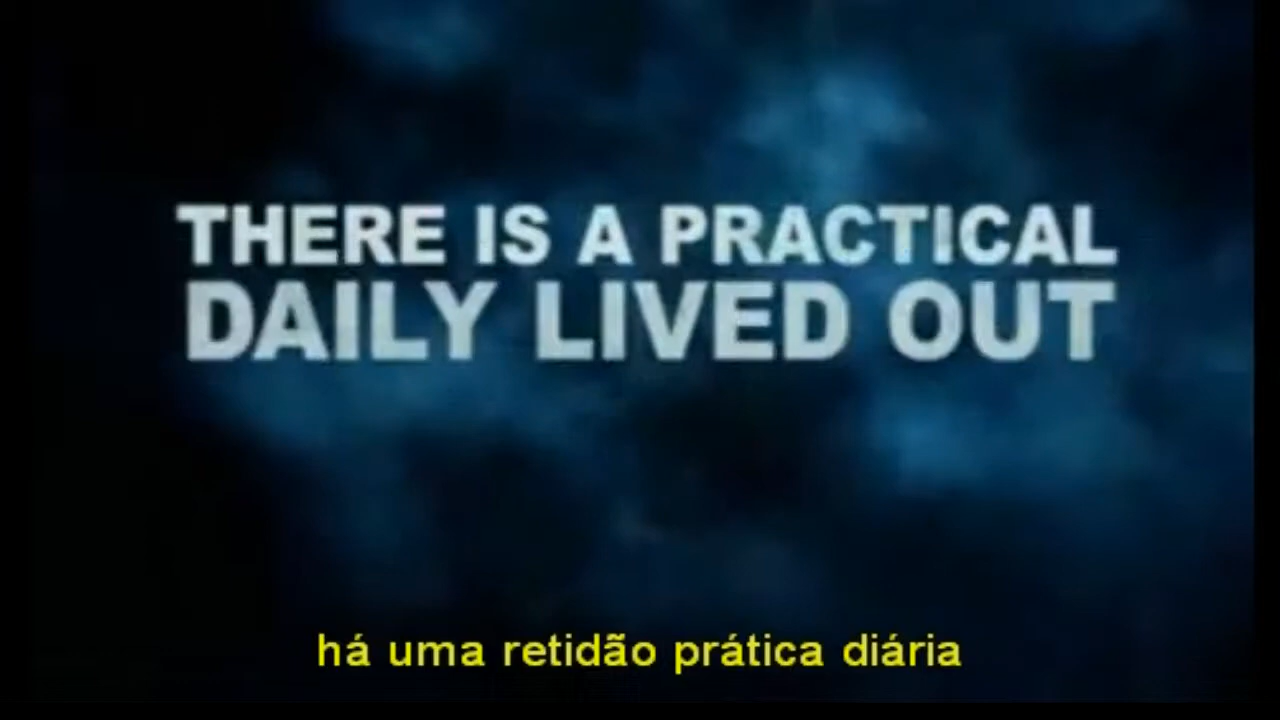 THERE IS A PRACTICAL
DAILY LIVED OUT
há uma retidão prática diária